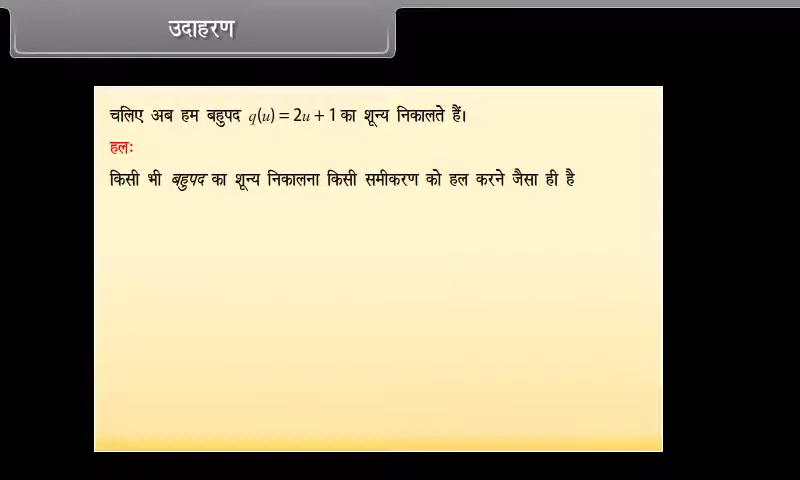 उदाहरण
चलिए अब हम बहुपद q(u) = 2u + 1 का शून्य निकालते हैं।
हलः
किसी भी बहुपद का शून्य निकालना किसी समीकरण को हल करने जैसा ही है